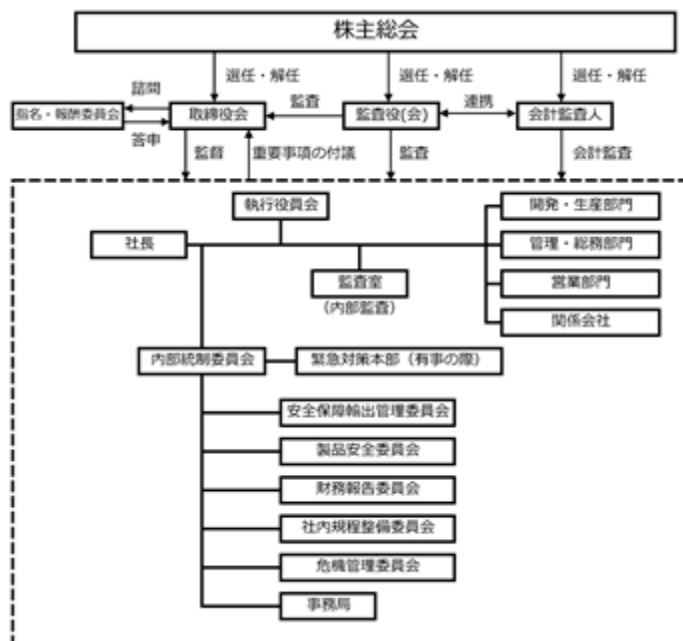 株主総会
選任・解任
選任・解任
選任・解任
諮問
監査
連携
指名・報酬委員会
取締役会
監査役(会)
会計監査人
答申
監督
重要事項の付議
監査
会計監査
執行役員会
開発・生産部門
社長
管理・総務部門
監査室
(内部監査)
営業部門
関係会社
内部統制委員会
緊急対策本部(有事の際)
安全保障輸出管理委員会
製品安全委員会
財務報告委員会
社内規程整備委員会
危機管理委員会
事務局